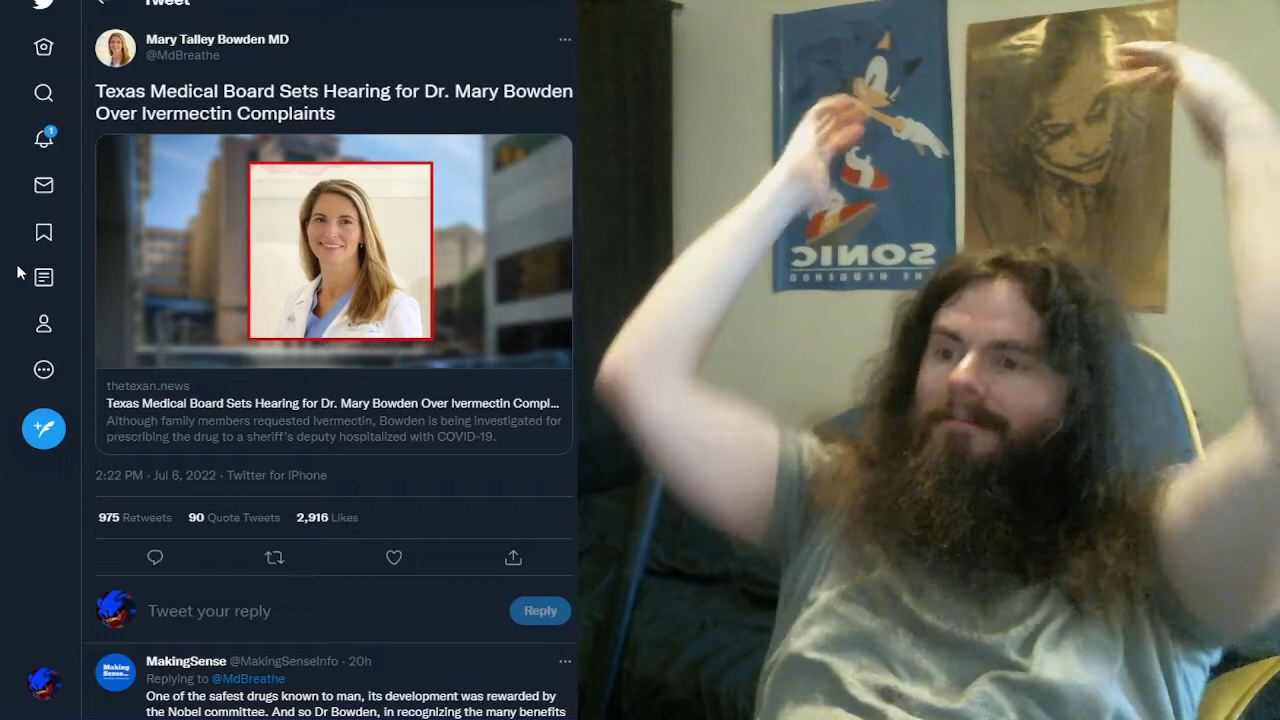 Tweet
Mary Talley Bowden MD
@MdBreathe
Texas Medical Board Sets Hearing for Dr. Mary Bowden
Over Ivermectin Complaints
thetexan.news
Texas Medical Board Sets Hearing for Dr. Mary Bowden Over Ivermectin Compl...
Although family members requested Ivermectin, Bowden is being investigated for
prescribing the drug to a sheriff's deputy hospitalized with COVID-19.
2:22 PM · Jul 6, 2022 · Twitter for iPhone
975 Retweets 90 Quote Tweets 2,916 Likes
Tweet your reply
Reply
Making
Sense...
MakingSense @MakingSenseInfo · 20h
Replying to @MdBreathe
One of the safest drugs known to man, its development was rewarded by
the Nobel committee. And so Dr Bowden, in recognizing the many benefits
1
SONIC
THE HEDGEHOG